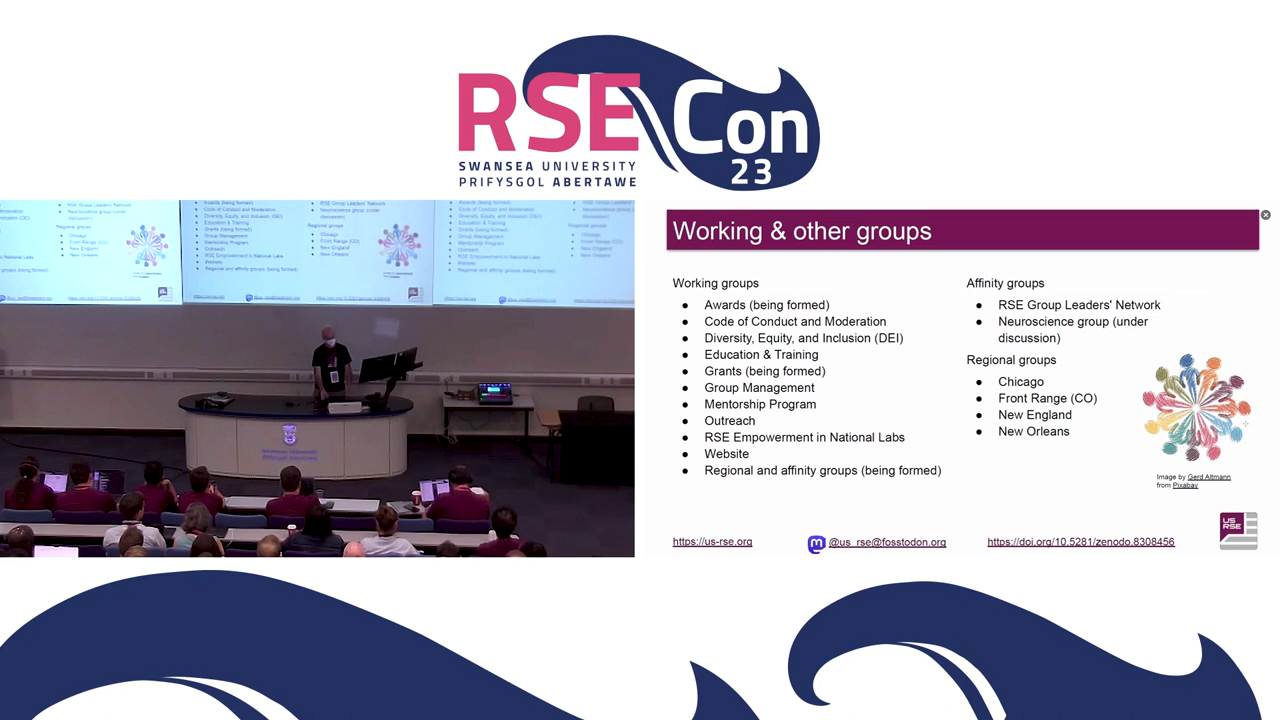 RSE Con
23
SWANSEA UNIVERSITY
PRIFYSGOL ABERTAWE
Working & other groups
Working groups
● Awards (being formed)
● Code of Conduct and Moderation
● Diversity, Equity, and Inclusion (DEI)
● Education & Training
● Grants (being formed)
● Group Management
● Mentorship Program
● Outreach
● RSE Empowerment in National Labs
● Website
● Regional and affinity groups (being formed)
Affinity groups
● RSE Group Leaders' Network
● Neuroscience group (under
discussion)
Regional groups
● Chicago
● Front Range (CO)
● New England
● New Orleans
Image by Gerd Altmann
from Pixabay
https://us-rse.org
@us_rse@fosstodon.org
https://doi.org/10.5281/zenodo.8308456
US
RSE